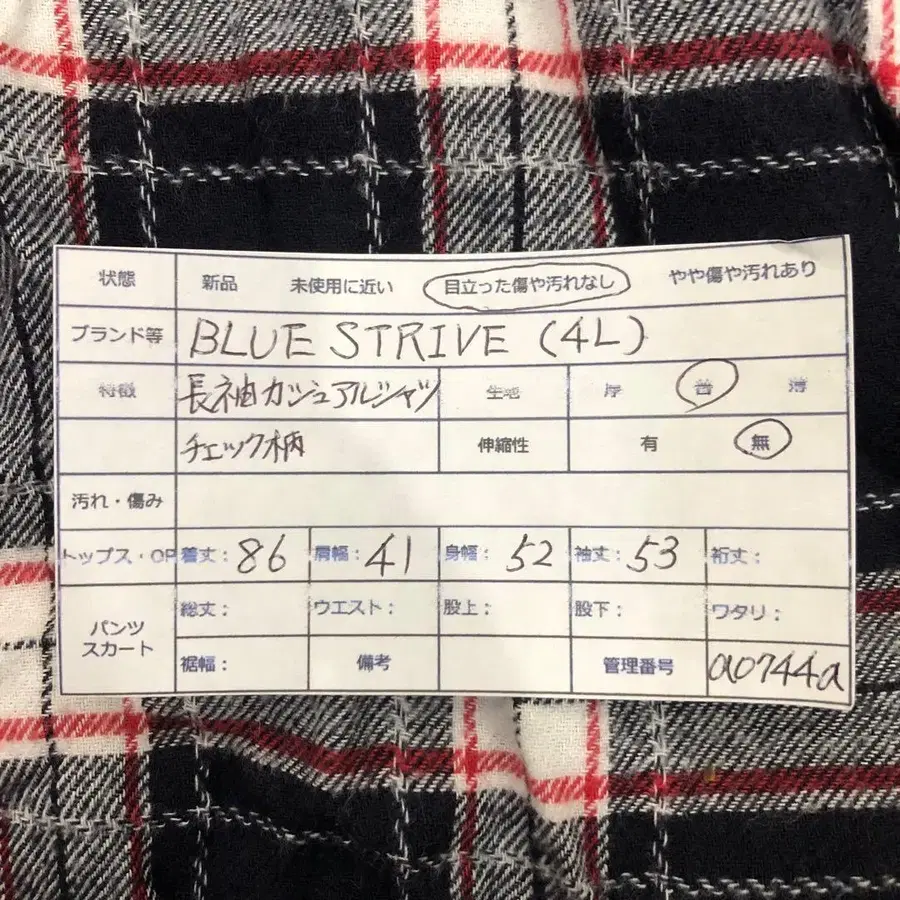 状態 新品 未使用に近い 目立った傷や汚れなし やや傷や汚れあり
ブランド等 BLUE STRIVE (4L)
特徴 長袖カジュアルシャツ 生地 厚 普 薄
チェック柄 伸縮性 有 無
汚れ・傷み
トップス・OP 着丈: 86 肩幅: 41 身幅: 52 袖丈: 53 裄丈:
パンツ スカート 総丈: ウエスト: 股上: 股下: ワタリ:
裾幅: 備考 管理番号 a0744a